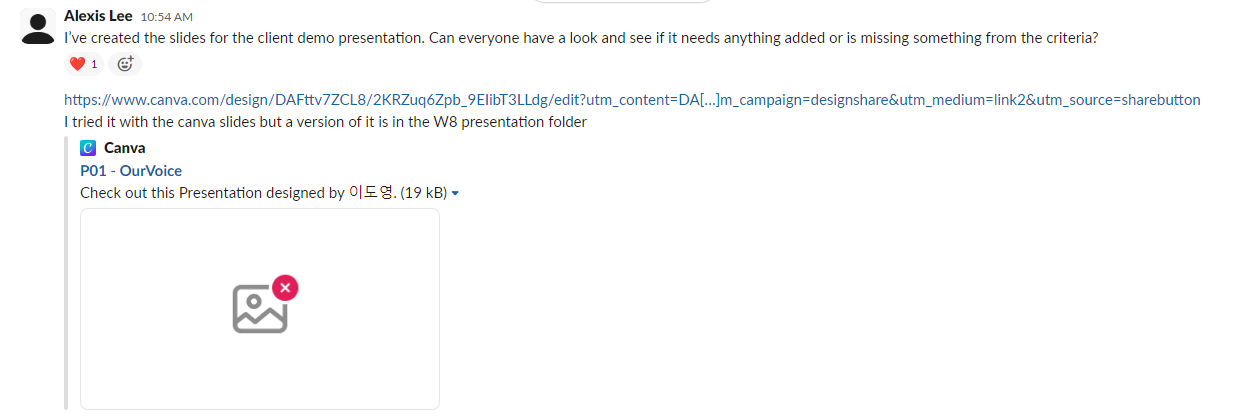 Alexis Lee 10:54 AM
I've created the slides for the client demo presentation. Can everyone have a look and see if it needs anything added or is missing something from the criteria?
1
https://www.canva.com/design/DAFttv7ZCL8/2KRZuq6Zpb_9EIibT3LLdg/edit?utm_content=DA[...]m_campaign=designshare&utm_medium=link2&utm_source=sharebutton
I tried it with the canva slides but a version of it is in the W8 presentation folder
Canva
P01 - OurVoice
Check out this Presentation designed by 이도영. (19 kB)